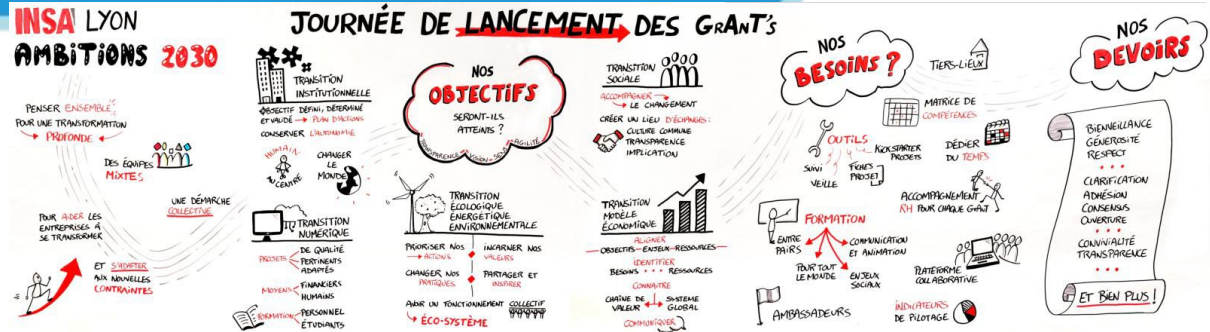 INSA LYON
AMBITIONS 2030
JOURNÉE DE LANCEMENT DES GRANT'S
PENSER ENSEMBLE
POUR UNE TRANSFORMATION
PROFONDE
DES ÉQUIPES
MIXTES
UNE DÉMARCHE
COLLECTIVE
POUR AIDER LES
ENTREPRISES À
SE TRANSFORMER
ET S'ADAPTER
AUX NOUVELLES
CONTRAINTES
TRANSITION
INSTITUTIONNELLE
OBJECTIF DÉFINI, DÉTERMINÉ
ET VALIDÉ → PLAN D'ACTIONS
CONSERVER L'AUTONOMIE
HUMAIN
AU CENTRE
CHANGER
LE
MONDE
TRANSITION
NUMÉRIQUE
PROJETS
DE QUALITÉ
PERTINENTS
ADAPTÉS
MOYENS
FINANCIERS
HUMAINS
FORMATION
PERSONNEL
ÉTUDIANTS
NOS
OBJECTIFS
SERONT-ILS
ATTEINTS ?
TRANSPARENCE VISION SENS AGILITÉ
TRANSITION
ÉCOLOGIQUE
ÉNERGÉTIQUE
ENVIRONNEMENTALE
PRIORISER NOS
ACTIONS
INCARNER NOS
VALEURS
CHANGER NOS
PRATIQUES
PARTAGER ET
INSPIRER
AVOIR UN FONCTIONNEMENT COLLECTIF
ÉCO-SYSTÈME
TRANSITION
SOCIALE
ACCOMPAGNER
LE CHANGEMENT
CRÉER UN LIEU D'ÉCHANGES :
CULTURE COMMUNE
TRANSPARENCE
IMPLICATION
TRANSITION
MODÈLE
ÉCONOMIQUE
ALIGNER
OBJECTIFS - ENJEUX - RESSOURCES
IDENTIFIER
BESOINS • • • RESSOURCES
CONNAITRE
CHAÎNE DE
VALEUR
SYSTEME
GLOBAL
COMMUNIQUER
NOS
BESOINS ?
TIERS-LIEUX
MATRICE DE
COMPÉTENCES
OUTILS
SUIVI
VEILLE
FICHES
PROJET
KICKSTARTER
PROJETS
DÉDIER
DU TEMPS
ACCOMPAGNEMENT
RH POUR CHAQUE GRANT
FORMATION
ENTRE
PAIRS
POUR TOUT
LE MONDE
ENJEUX
SOCIAUX
COMMUNICATION
ET ANIMATION
PLATEFORME
COLLABORATIVE
AMBASSADEURS
INDICATEURS
DE PILOTAGE
NOS
DEVOIRS
BIENVEILLANCE
GÉNÉROSITÉ
RESPECT
CLARIFICATION
ADHÉSION
CONSENSUS
OUVERTURE
CONVIVIALITÉ
TRANSPARENCE
ET BIEN PLUS !